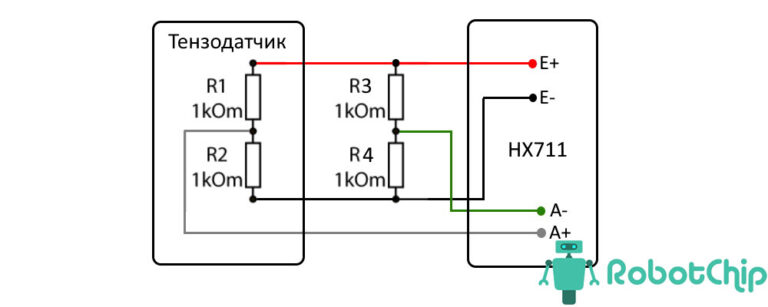 Тензодатчик
R1
1kOm
R2
1kOm
R3
1kOm
R4
1kOm
E+
E-
HX711
A-
A+
RobotChip